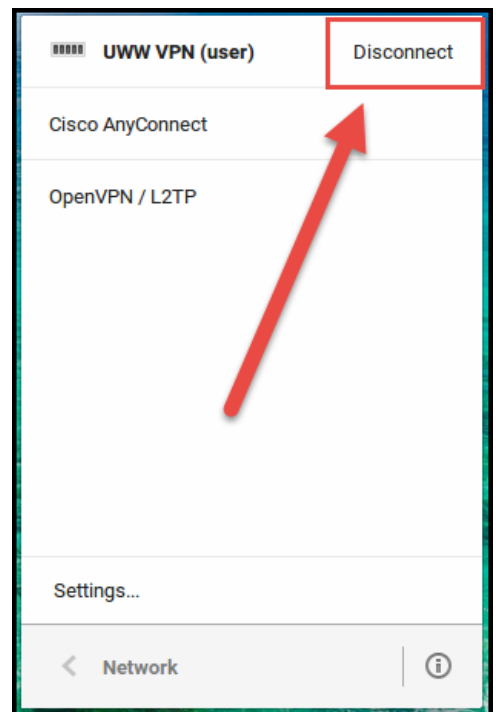 UWW VPN (user) Disconnect
Cisco AnyConnect
OpenVPN / L2TP
Settings...
Network